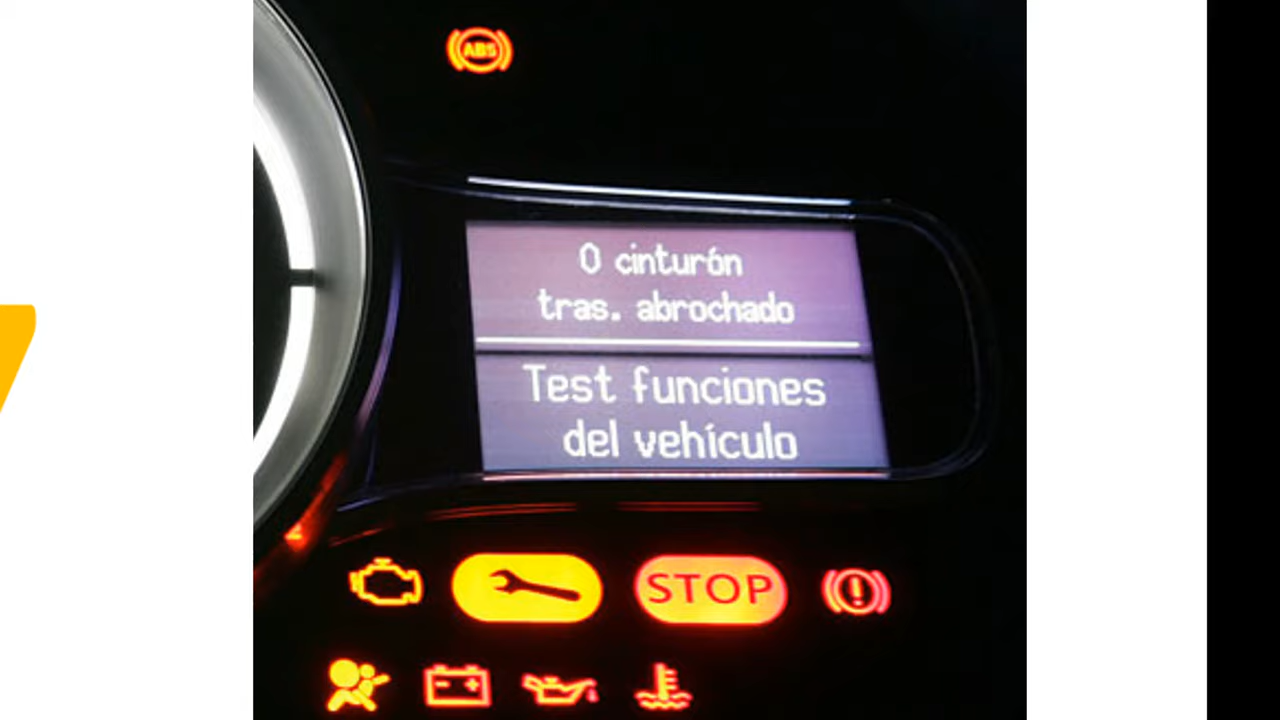 ABS
0 cinturón
tras. abrochado
Test funciones
del vehículo
STOP